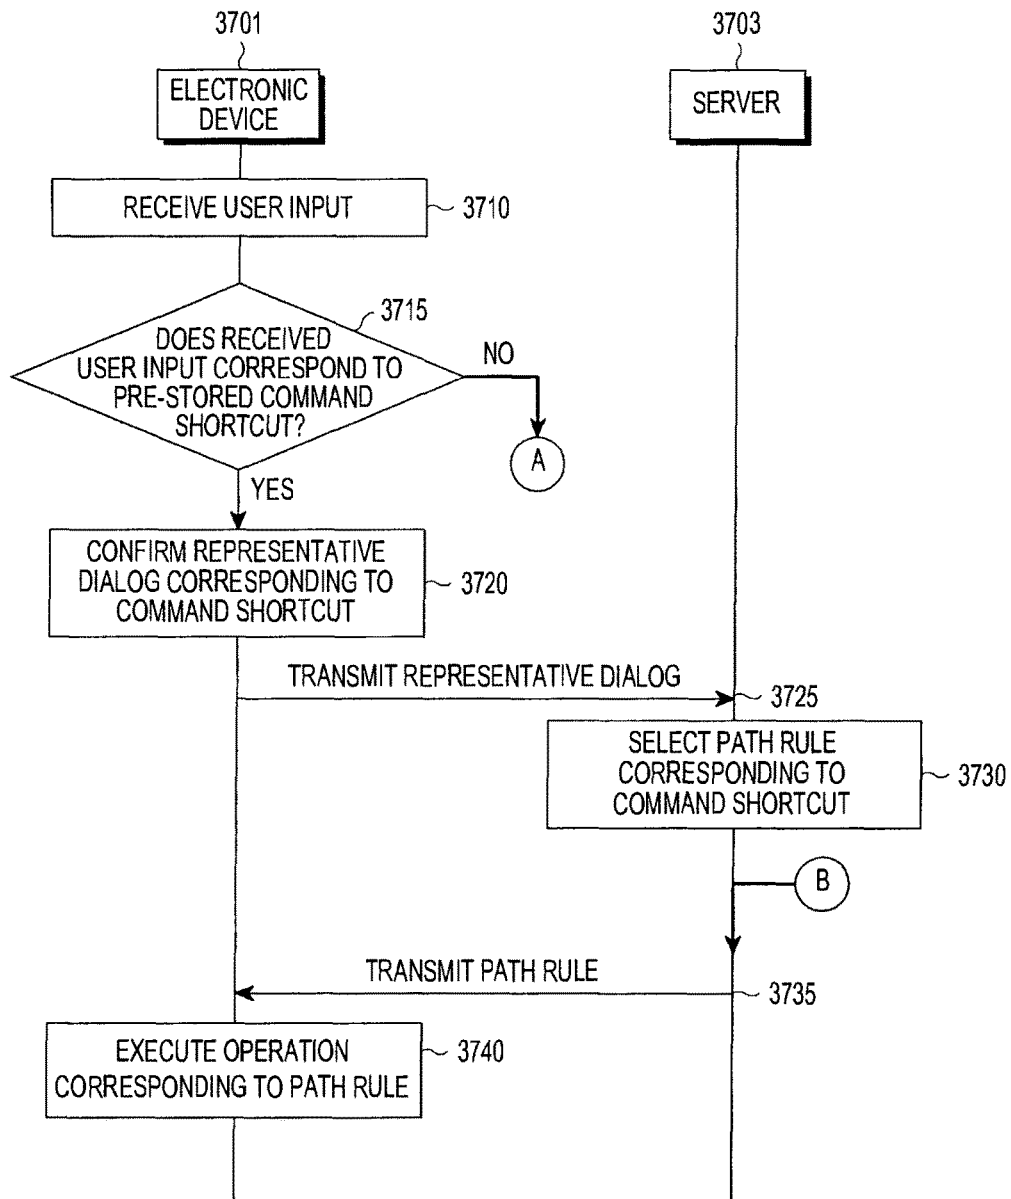 3701
3703
ELECTRONIC
DEVICE
SERVER
RECEIVE USER INPUT
3710
3715
DOES RECEIVED
USER INPUT CORRESPOND TO
PRE-STORED COMMAND
SHORTCUT?
NO
A
YES
CONFIRM REPRESENTATIVE
DIALOG CORRESPONDING TO
COMMAND SHORTCUT
3720
TRANSMIT REPRESENTATIVE DIALOG
3725
SELECT PATH RULE
CORRESPONDING TO
COMMAND SHORTCUT
3730
B
TRANSMIT PATH RULE
3735
EXECUTE OPERATION
CORRESPONDING TO PATH RULE
3740